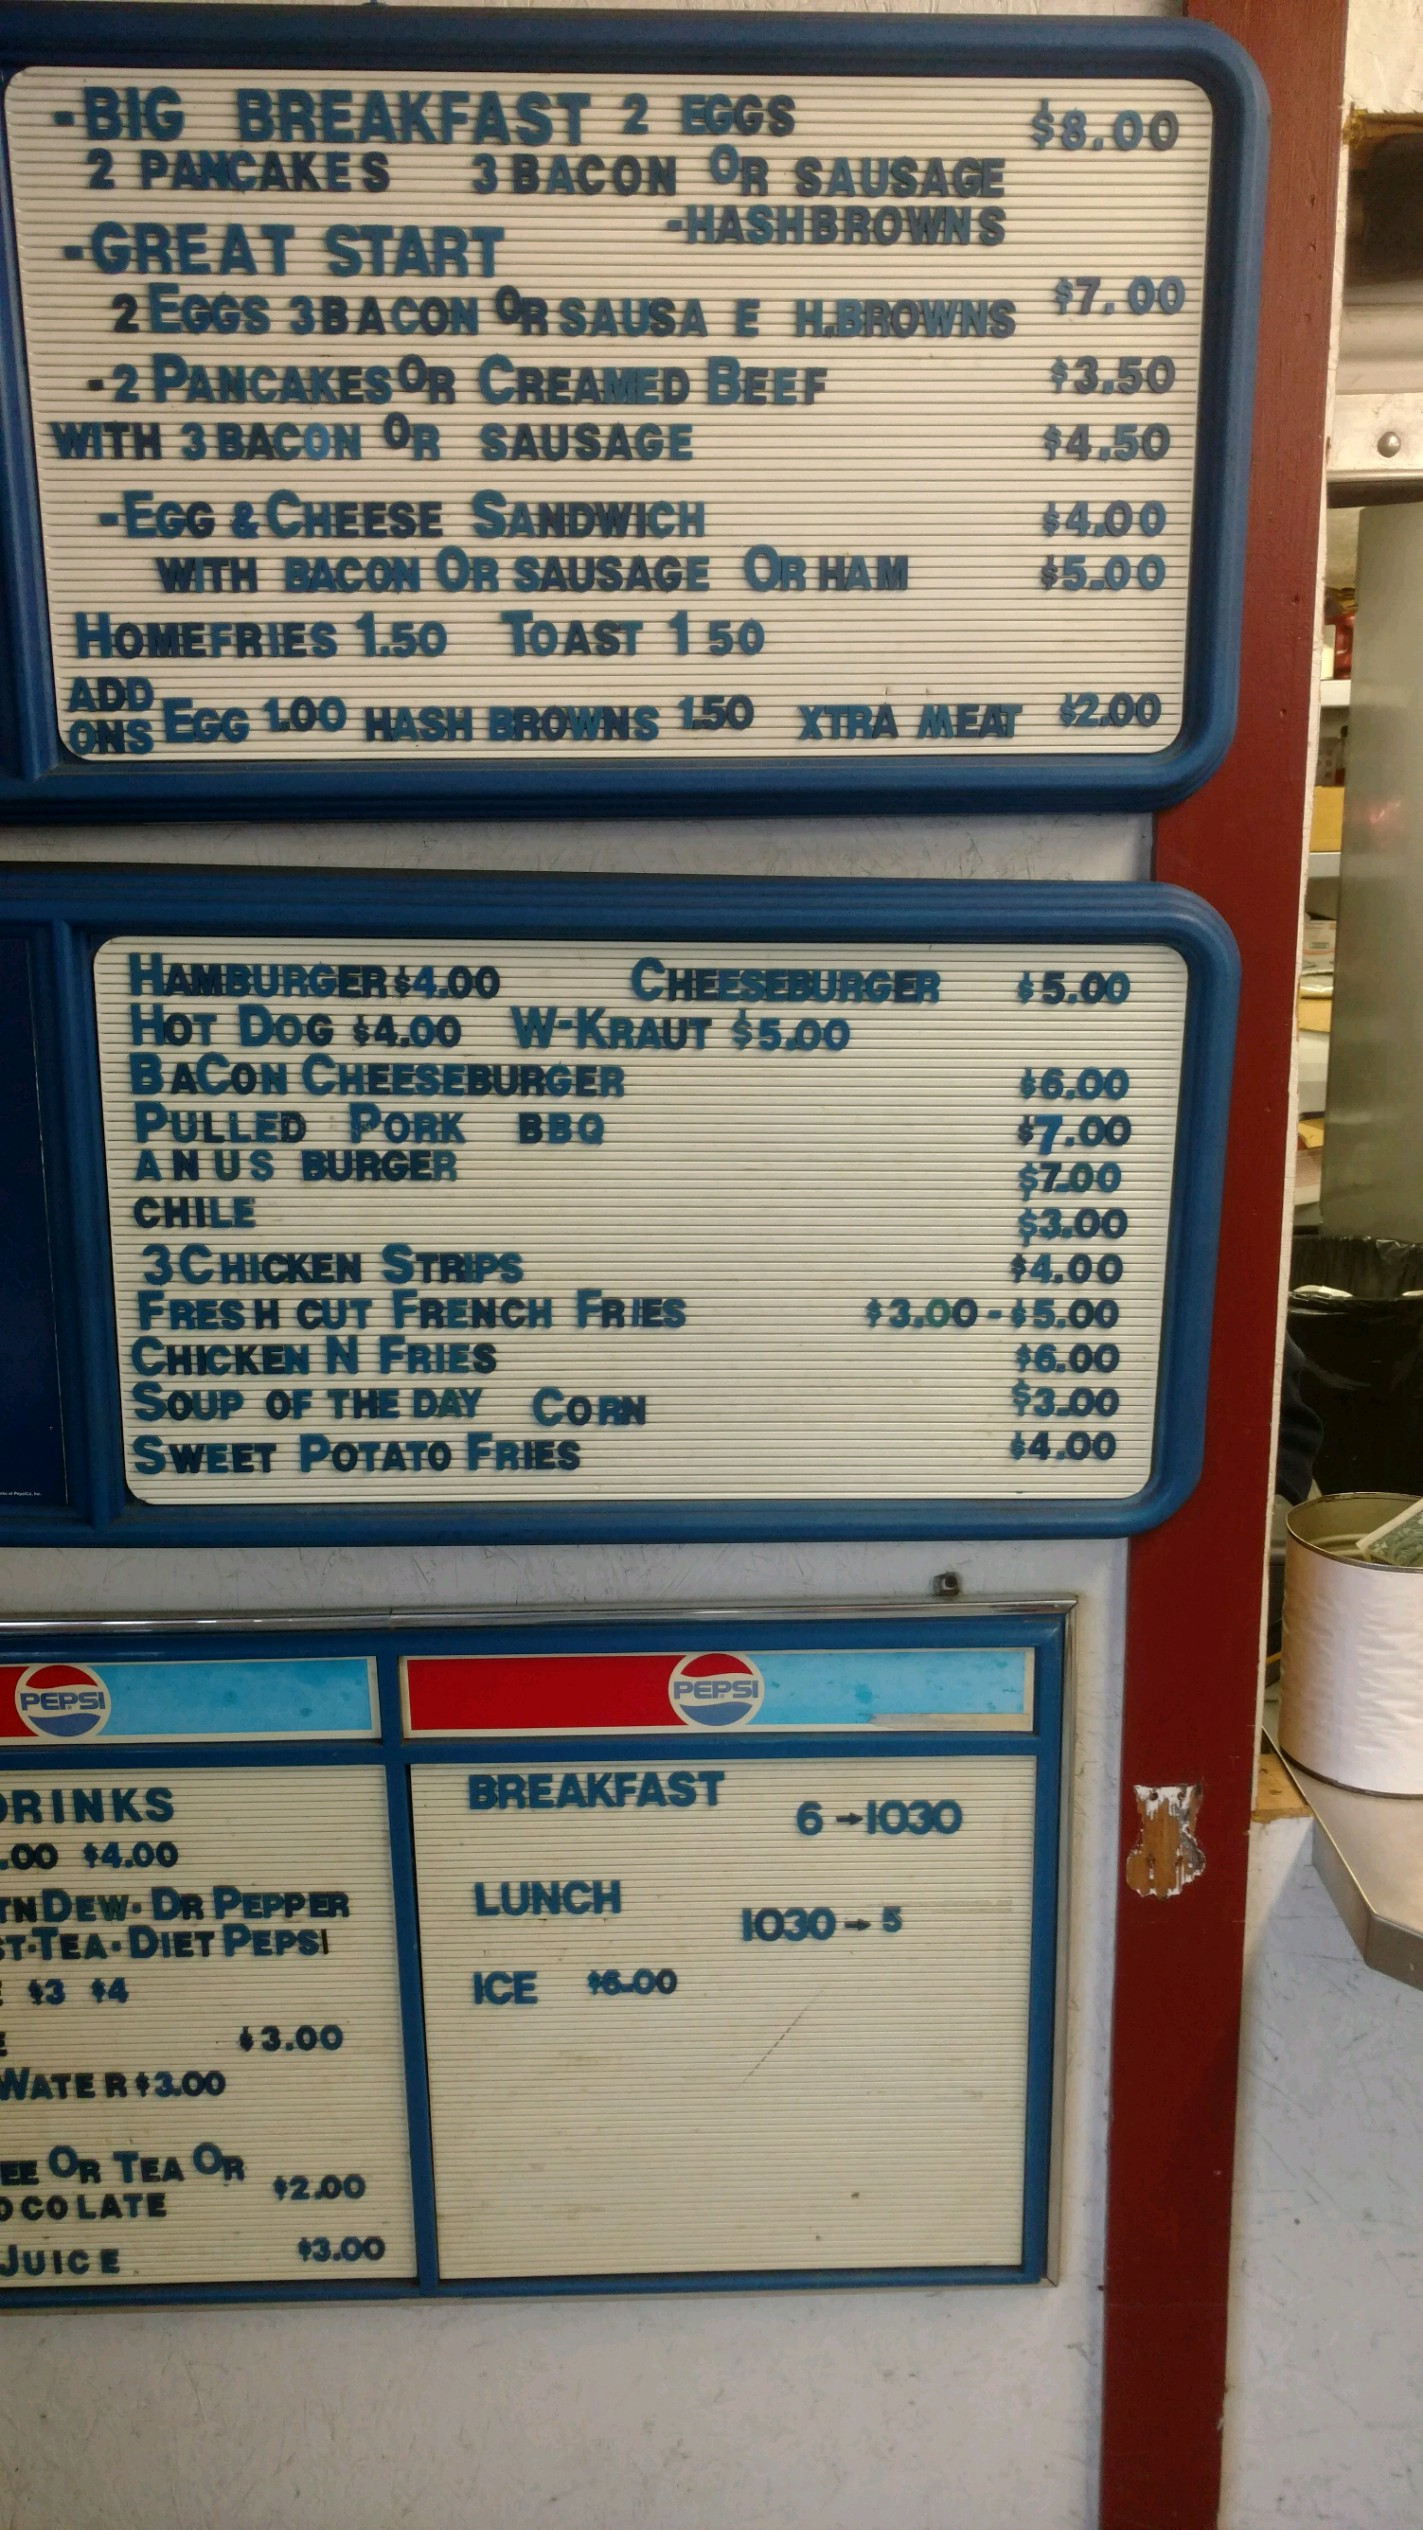 -BIG BREAKFAST 2 EGGS $8.00
2 PANCAKES 3 BACON OR SAUSAGE
-HASHBROWNS
-GREAT START
2 EGGS 3 BACON OR SAUSA E H.BROWNS $7.00
-2 PANCAKES OR CREAMED BEEF $3.50
WITH 3 BACON OR SAUSAGE $4.50
-EGG & CHEESE SANDWICH $4.00
WITH BACON OR SAUSAGE OR HAM $5.00
HOMEFRIES 1.50 TOAST 1 50
ADD ONS EGG 1.00 HASH BROWNS 1.50 XTRA MEAT $2.00
HAMBURGER $4.00 CHEESEBURGER $5.00
HOT DOG $4.00 W-KRAUT $5.00
BACON CHEESEBURGER $6.00
PULLED PORK BBQ $7.00
ANUS BURGER $7.00
CHILE $3.00
3 CHICKEN STRIPS $4.00
FRESH CUT FRENCH FRIES $3.00-$5.00
CHICKEN N FRIES $6.00
SOUP OF THE DAY CORN $3.00
SWEET POTATO FRIES $4.00
PEPSI
PEPSI
DRINKS
.00 $4.00
TN DEW. DR PEPPER
ST.TEA.DIET PEPSI
E $3 $4
E $3.00
WATER $3.00
EE OR TEA OR
OCOLATE $2.00
JUICE $3.00
BREAKFAST
6→1030
LUNCH
1030→5
ICE $6.00